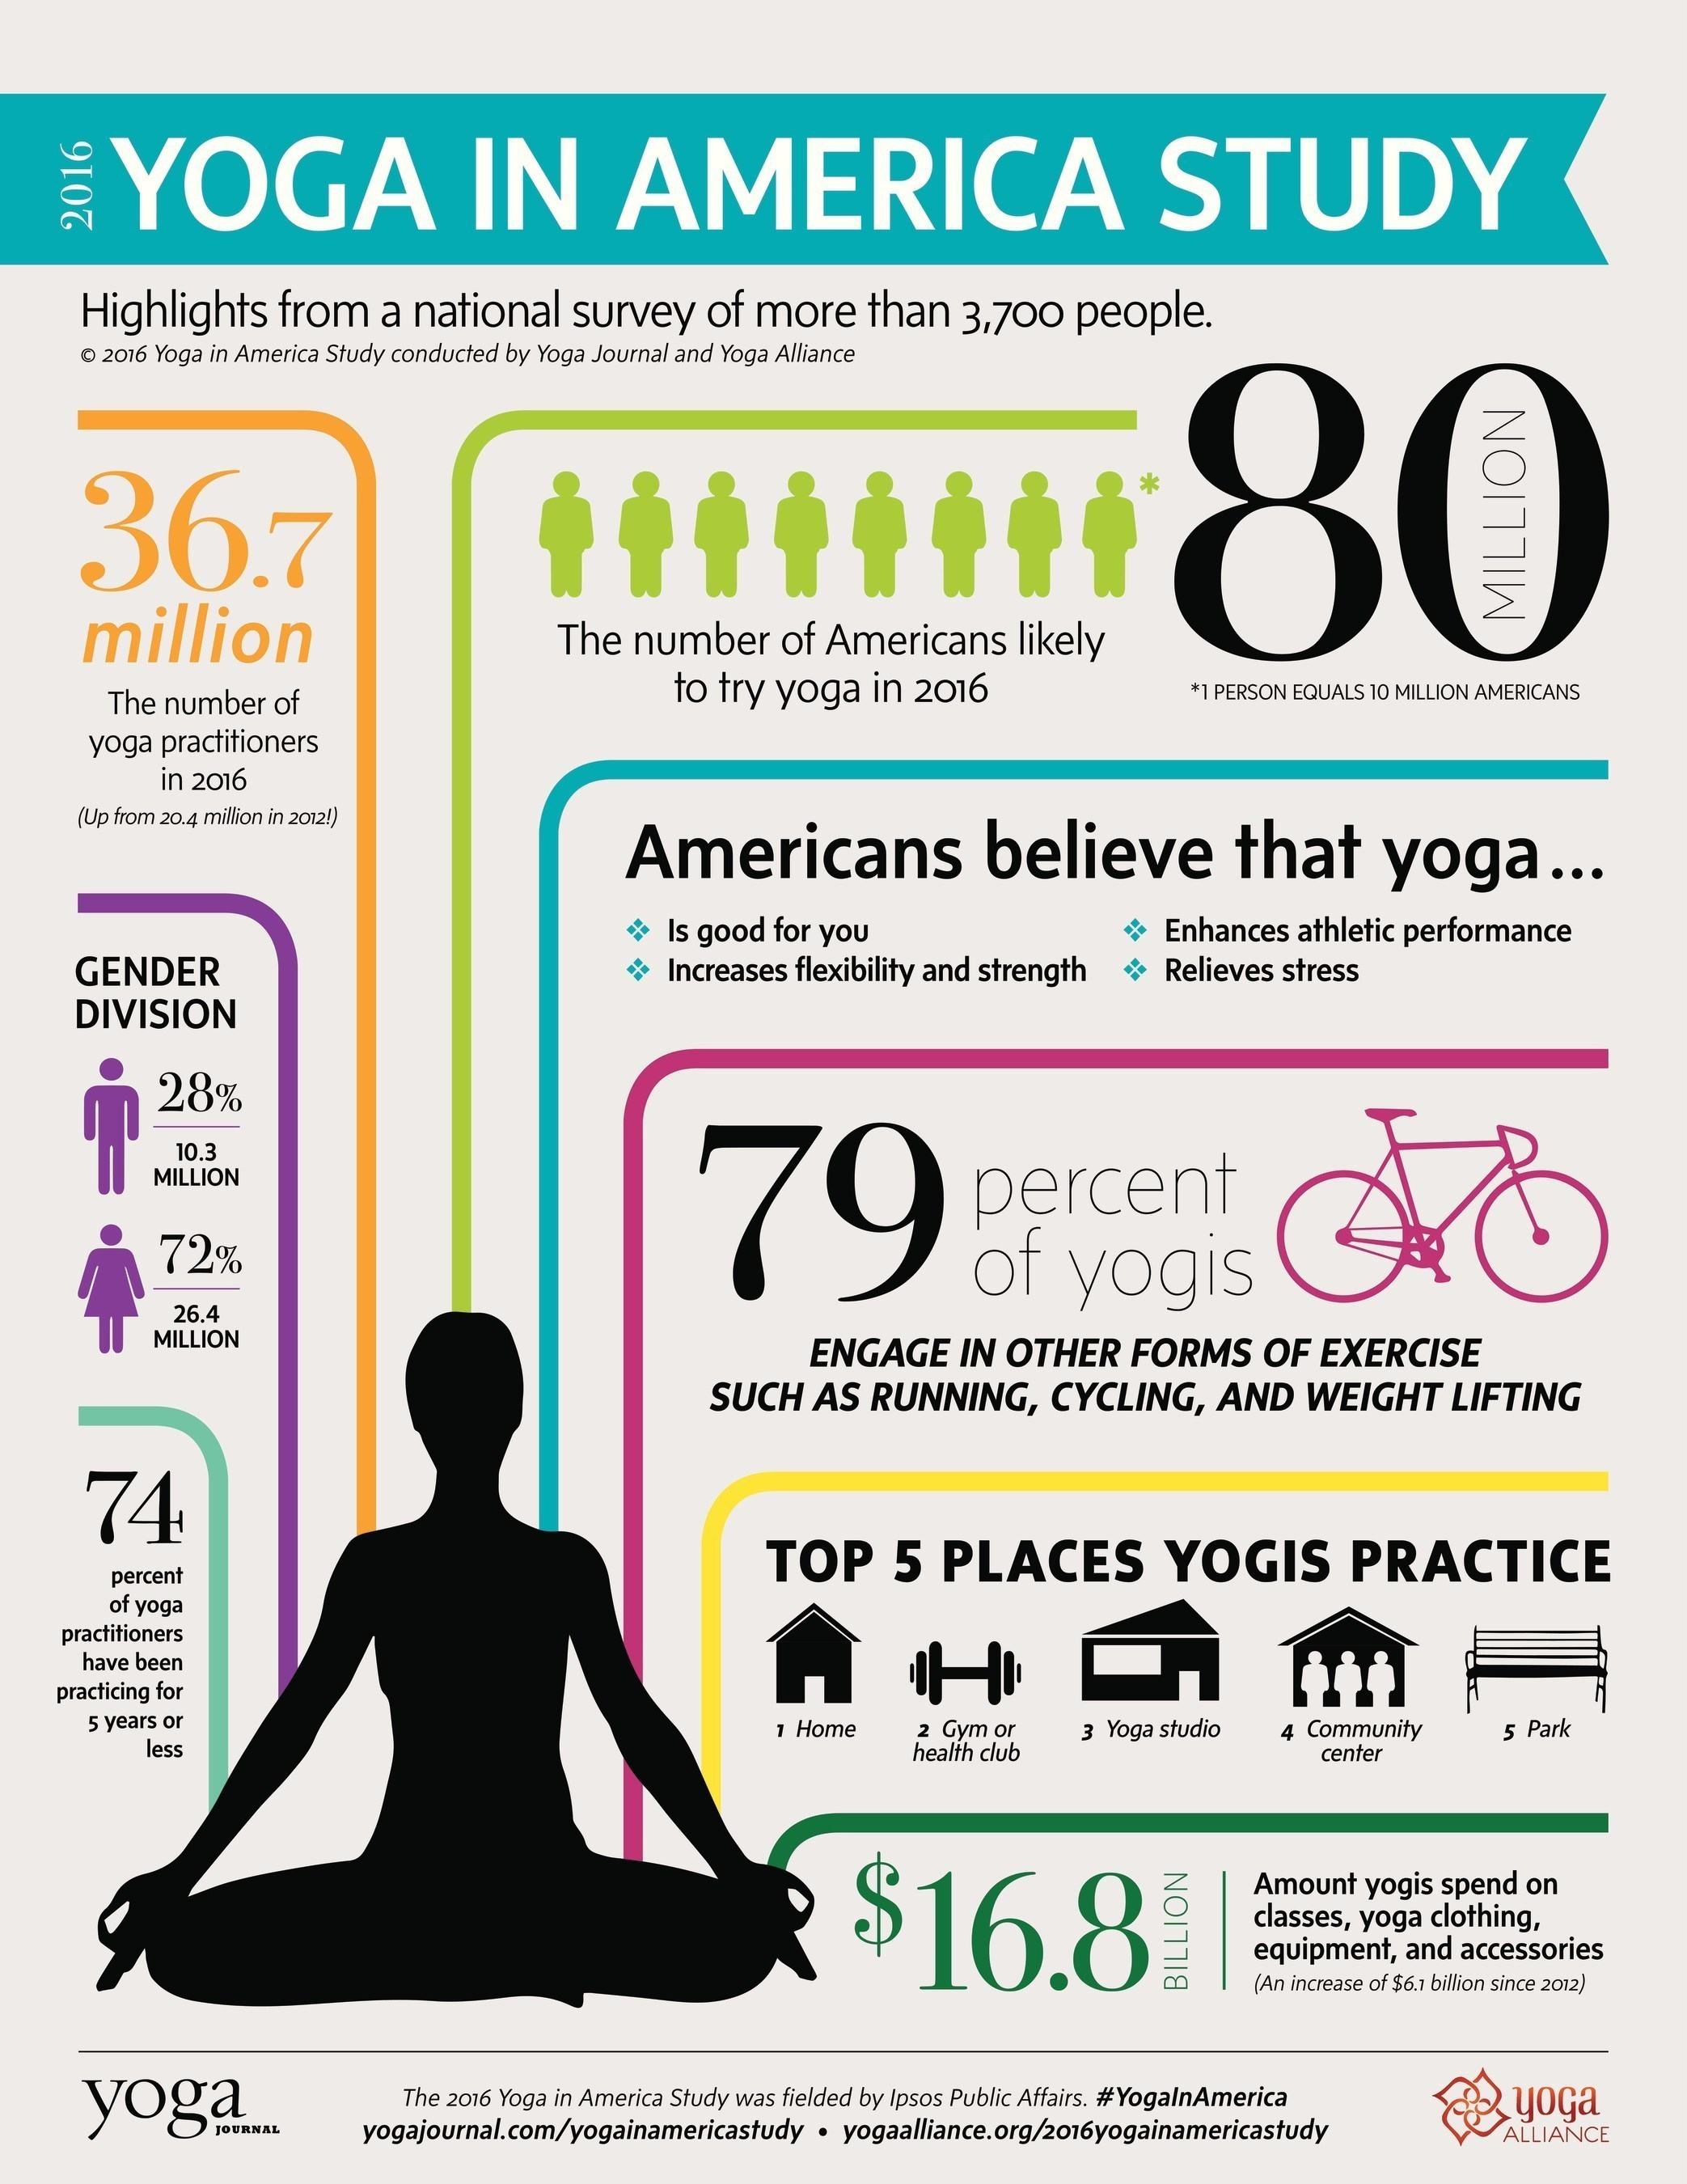 2016
YOGA IN AMERICA STUDY
Highlights from a national survey of more than 3,700 people.
© 2016 Yoga in America Study conducted by Yoga Journal and Yoga Alliance
36.7
million
The number of
yoga practitioners
in 2016
(Up from 20.4 million in 2012!)
*
80
MILLION
The number of Americans likely
to try yoga in 2016
*1 PERSON EQUALS 10 MILLION AMERICANS
Americans believe that yoga...
❖ Is good for you
❖ Increases flexibility and strength
❖ Enhances athletic performance
❖ Relieves stress
GENDER
DIVISION
28%
10.3
MILLION
72%
26.4
MILLION
79
percent
of yogis
ENGAGE IN OTHER FORMS OF EXERCISE
SUCH AS RUNNING, CYCLING, AND WEIGHT LIFTING
74
percent
of yoga
practitioners
have been
practicing for
5 years or
less
TOP 5 PLACES YOGIS PRACTICE
1 Home
2 Gym or
health club
3 Yoga studio
4 Community
center
5 Park
$16.8
BILLION
Amount yogis spend on
classes, yoga clothing,
equipment, and accessories
(An increase of $6.1 billion since 2012)
yoga
JOURNAL
The 2016 Yoga in America Study was fielded by Ipsos Public Affairs. #YogaInAmerica
yogajournal.com/yogainamericastudy • yogaalliance.org/2016yogainamericastudy
yoga
ALLIANCE